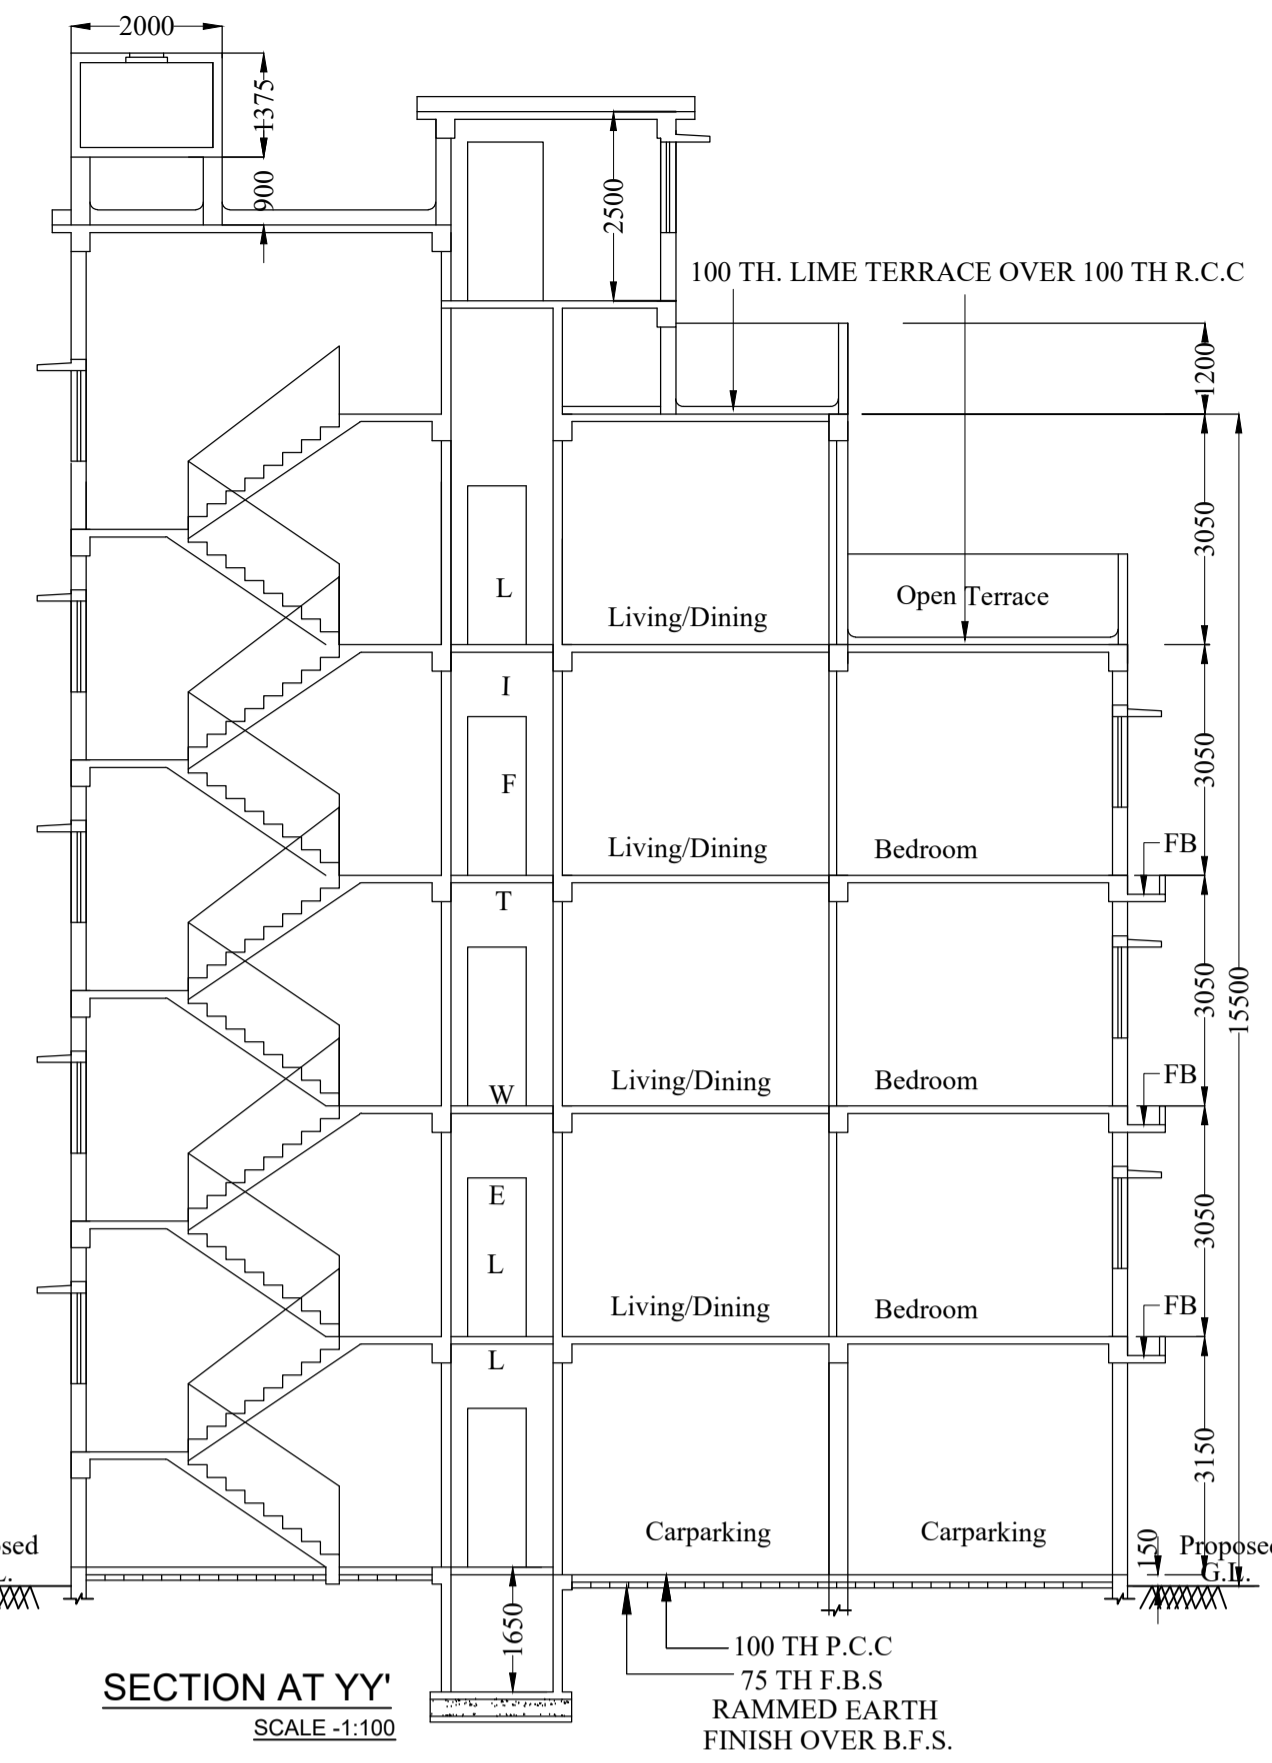 2000
1375
900
2500
100 TH. LIME TERRACE OVER 100 TH R.C.C
1200
3050
L
Living/Dining
Open Terrace
I
3050
F
Living/Dining
Bedroom
FB
T
3050
15500
W
Living/Dining
Bedroom
FB
E
3050
L
Living/Dining
Bedroom
FB
L
3150
Carparking
Carparking
150
Proposed
G.L.
sed
1650
100 TH P.C.C
75 TH F.B.S
RAMMED EARTH
FINISH OVER B.F.S.
SECTION AT YY'
SCALE -1:100